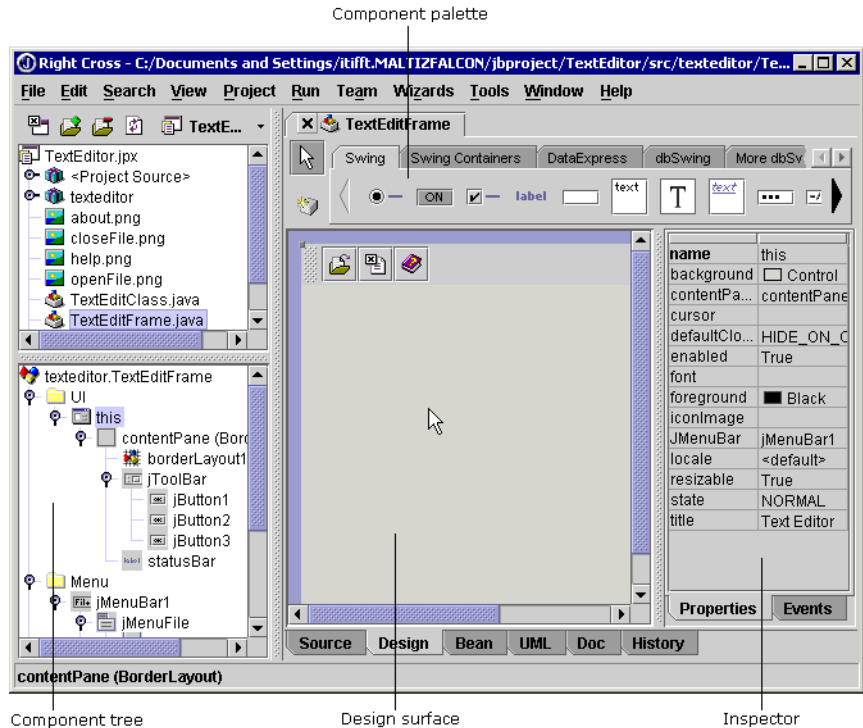 Component palette
Right Cross - C:/Documents and Settings/itifft.MALTIZFALCON/jbproject/TextEditor/src/texteditor/Te...
File Edit Search View Project Run Team Wizards Tools Window Help
TextE...
TextEditFrame
TextEditor.jpx
<Project Source>
texteditor
about.png
closeFile.png
help.png
openFile.png
TextEditClass.java
TextEditFrame.java
Swing Swing Containers DataExpress dbSwing More dbSv
ON label text T text
texteditor.TextEditFrame
UI
this
contentPane (Bord
borderLayout1
jToolBar
jButton1
jButton2
jButton3
label statusBar
Menu
File jMenuBar1
jMenuFile
name this
background Control
contentPa... contentPane
cursor
defaultClo... HIDE_ON_C
enabled True
font
foreground Black
iconImage
JMenuBar jMenuBar1
locale <default>
resizable True
state NORMAL
title Text Editor
Properties Events
Source Design Bean UML Doc History
contentPane (BorderLayout)
Component tree
Design surface
Inspector